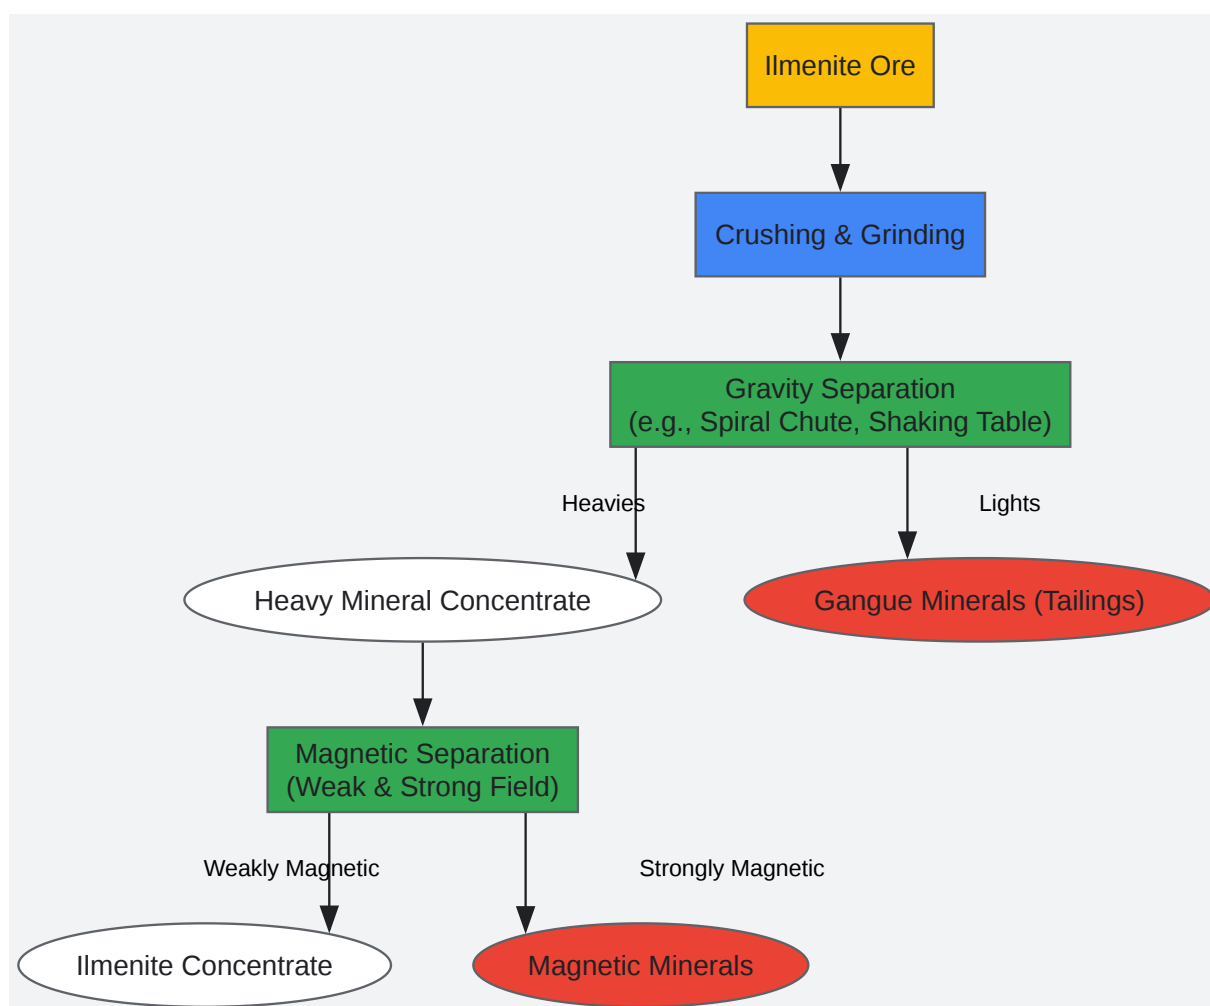 Ilmenite Ore
Crushing & Grinding
Gravity Separation
(e.g., Spiral Chute, Shaking Table)
Heavies
Lights
Heavy Mineral Concentrate
Gangue Minerals (Tailings)
Magnetic Separation
(Weak & Strong Field)
Weakly Magnetic
Strongly Magnetic
Ilmenite Concentrate
Magnetic Minerals